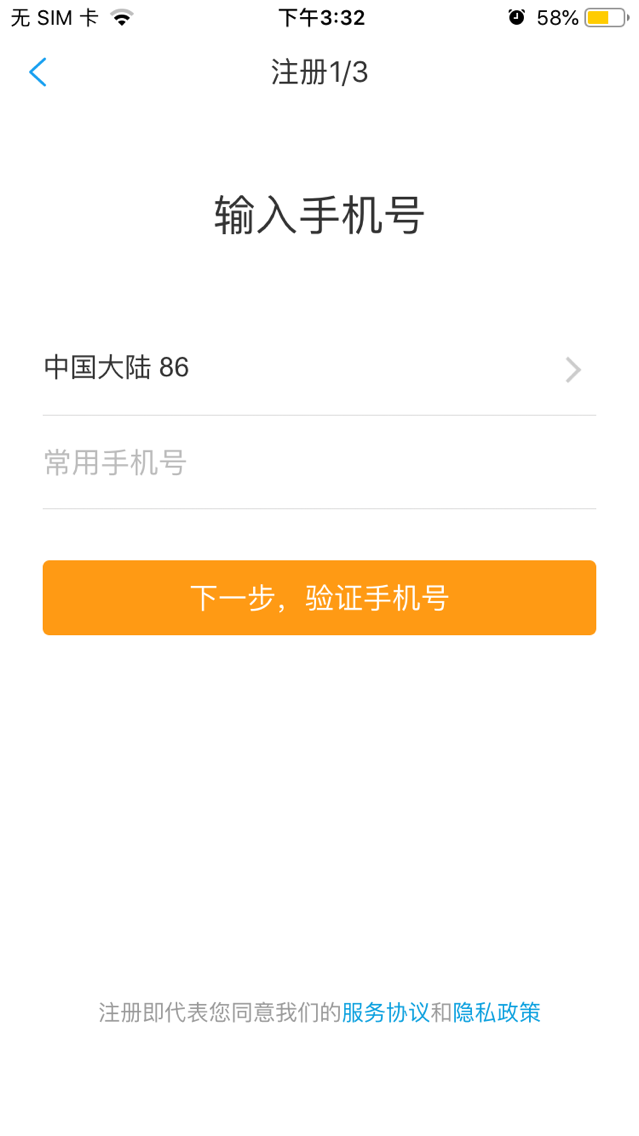 无 SIM 卡 下午3:32 58%
注册1/3
输入手机号
中国大陆 86
常用手机号
下一步，验证手机号
注册即代表您同意我们的服务协议和隐私政策